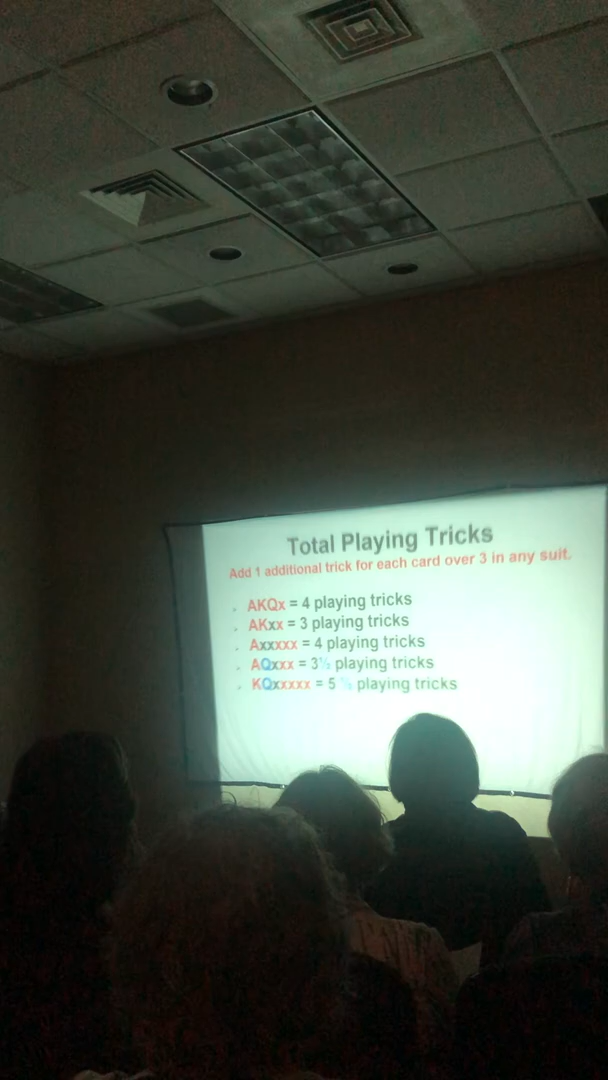 Total Playing Tricks
Add 1 additional trick for each card over 3 in any suit.
AKQx = 4 playing tricks
AKxx = 3 playing tricks
Axxxxx = 4 playing tricks
AQxxx = 3½ playing tricks
KQxxxxx = 5 ½ playing tricks